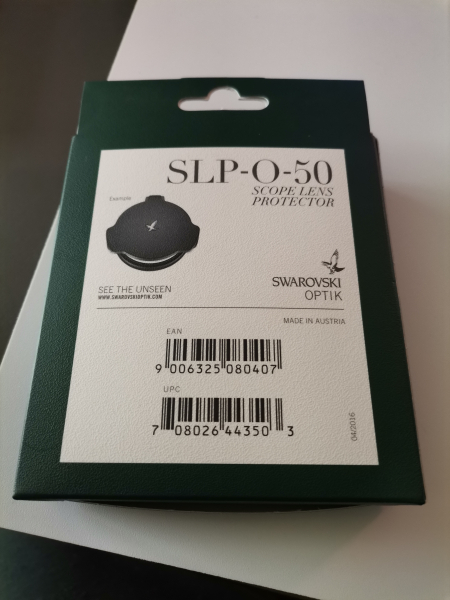 SLP-O-50
SCOPE LENS
PROTECTOR
Example
SEE THE UNSEEN
WWW.SWAROVSKIOPTIK.COM
SWAROVSKI
OPTIK
MADE IN AUSTRIA
EAN
9 006325 080407
UPC
7 08026 44350 3
04/2016